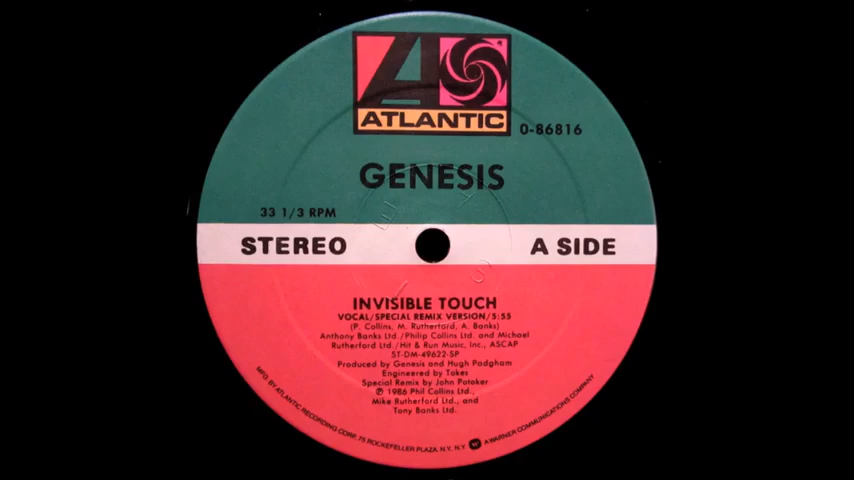 ATLANTIC
0-86816
GENESIS
33 1/3 RPM
STEREO
A SIDE
INVISIBLE TOUCH
VOCAL/SPECIAL REMIX VERSION/5:55
(P. Collins, M. Rutherford, A. Banks)
Anthony Banks Ltd./Philip Collins Ltd. and Michael
Rutherford Ltd./Hit & Run Music, Inc., ASCAP
ST-DM-49622-SP
Produced by Genesis and Hugh Padgham
Engineered by Takes
Special Remix by John Potoker
℗ 1986 Phil Collins Ltd.,
Mike Rutherford Ltd., and
Tony Banks Ltd.
MFG. BY ATLANTIC RECORDING CORP., 75 ROCKEFELLER PLAZA, N.Y., N.Y. A WARNER COMMUNICATIONS COMPANY